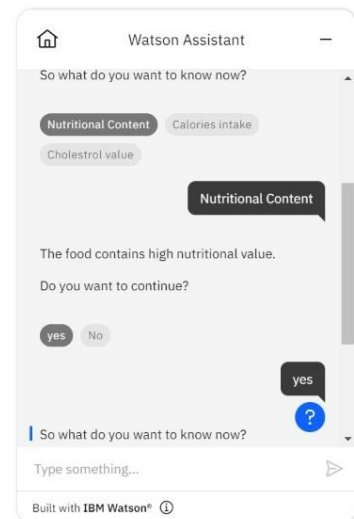 Watson Assistant
So what do you want to know now?
Nutritional Content Calories intake
Cholestrol value
Nutritional Content
The food contains high nutritional value.
Do you want to continue?
yes No
yes
?
So what do you want to know now?
Type something...
Built with IBM Watson®